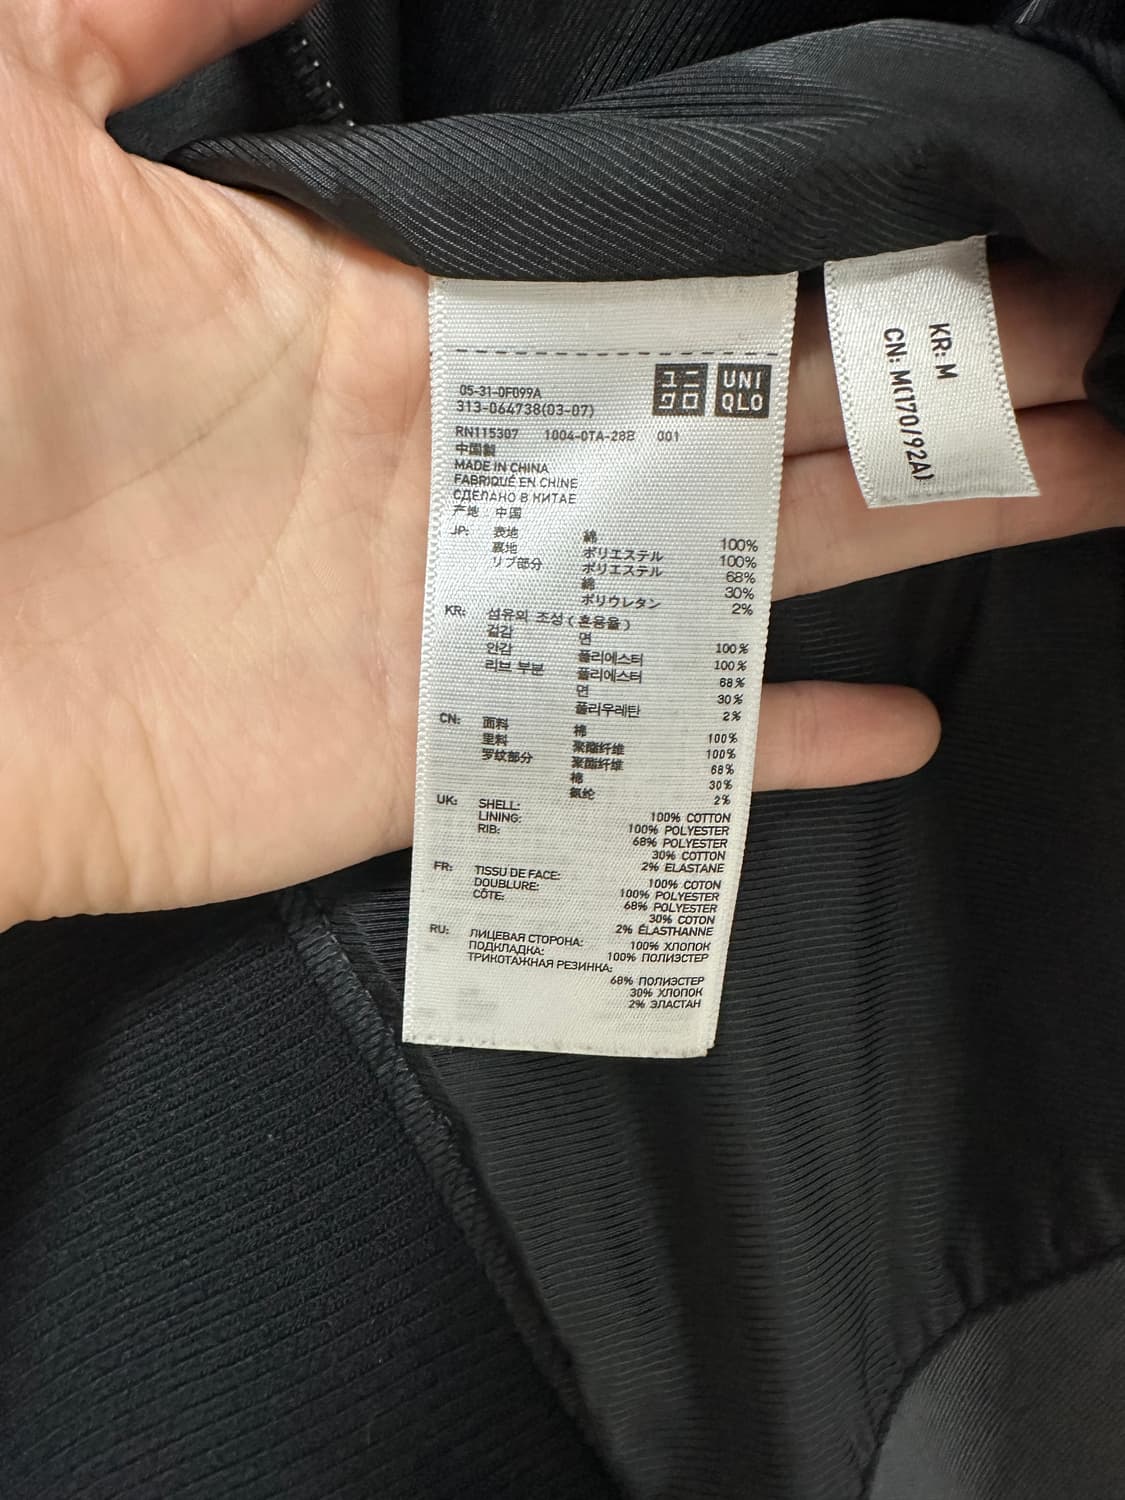 ユニクロ
UNIQLO
05-31-0F099A
313-064738(03-07)
RN115307 1004-0TA-28B 001
中国製
MADE IN CHINA
FABRIQUÉ EN CHINE
СДЕЛАНО В КИТАЕ
产地 中国
JP: 表地 綿 100%
裏地 ポリエステル 100%
リブ部分 ポリエステル 68%
綿 30%
ポリウレタン 2%
KR: 섬유의 조성 (혼용율)
겉감 면 100%
안감 폴리에스터 100%
리브 부분 폴리에스터 68%
면 30%
폴리우레탄 2%
CN: 面料 棉 100%
里料 聚酯纤维 100%
罗纹部分 聚酯纤维 68%
棉 30%
氨纶 2%
UK: SHELL: 100% COTTON
LINING: 100% POLYESTER
RIB: 68% POLYESTER
30% COTTON
2% ELASTANE
FR: TISSU DE FACE: 100% COTON
DOUBLURE: 100% POLYESTER
CÔTE: 68% POLYESTER
30% COTON
2% ÉLASTHANNE
RU: ЛИЦЕВАЯ СТОРОНА: 100% ХЛОПОК
ПОДКЛАДКА: 100% ПОЛИЭСТЕР
ТРИКОТАЖНАЯ РЕЗИНКА:
68% ПОЛИЭСТЕР
30% ХЛОПОК
2% ЭЛАСТАН
KR: M
CN: M(170/92A)